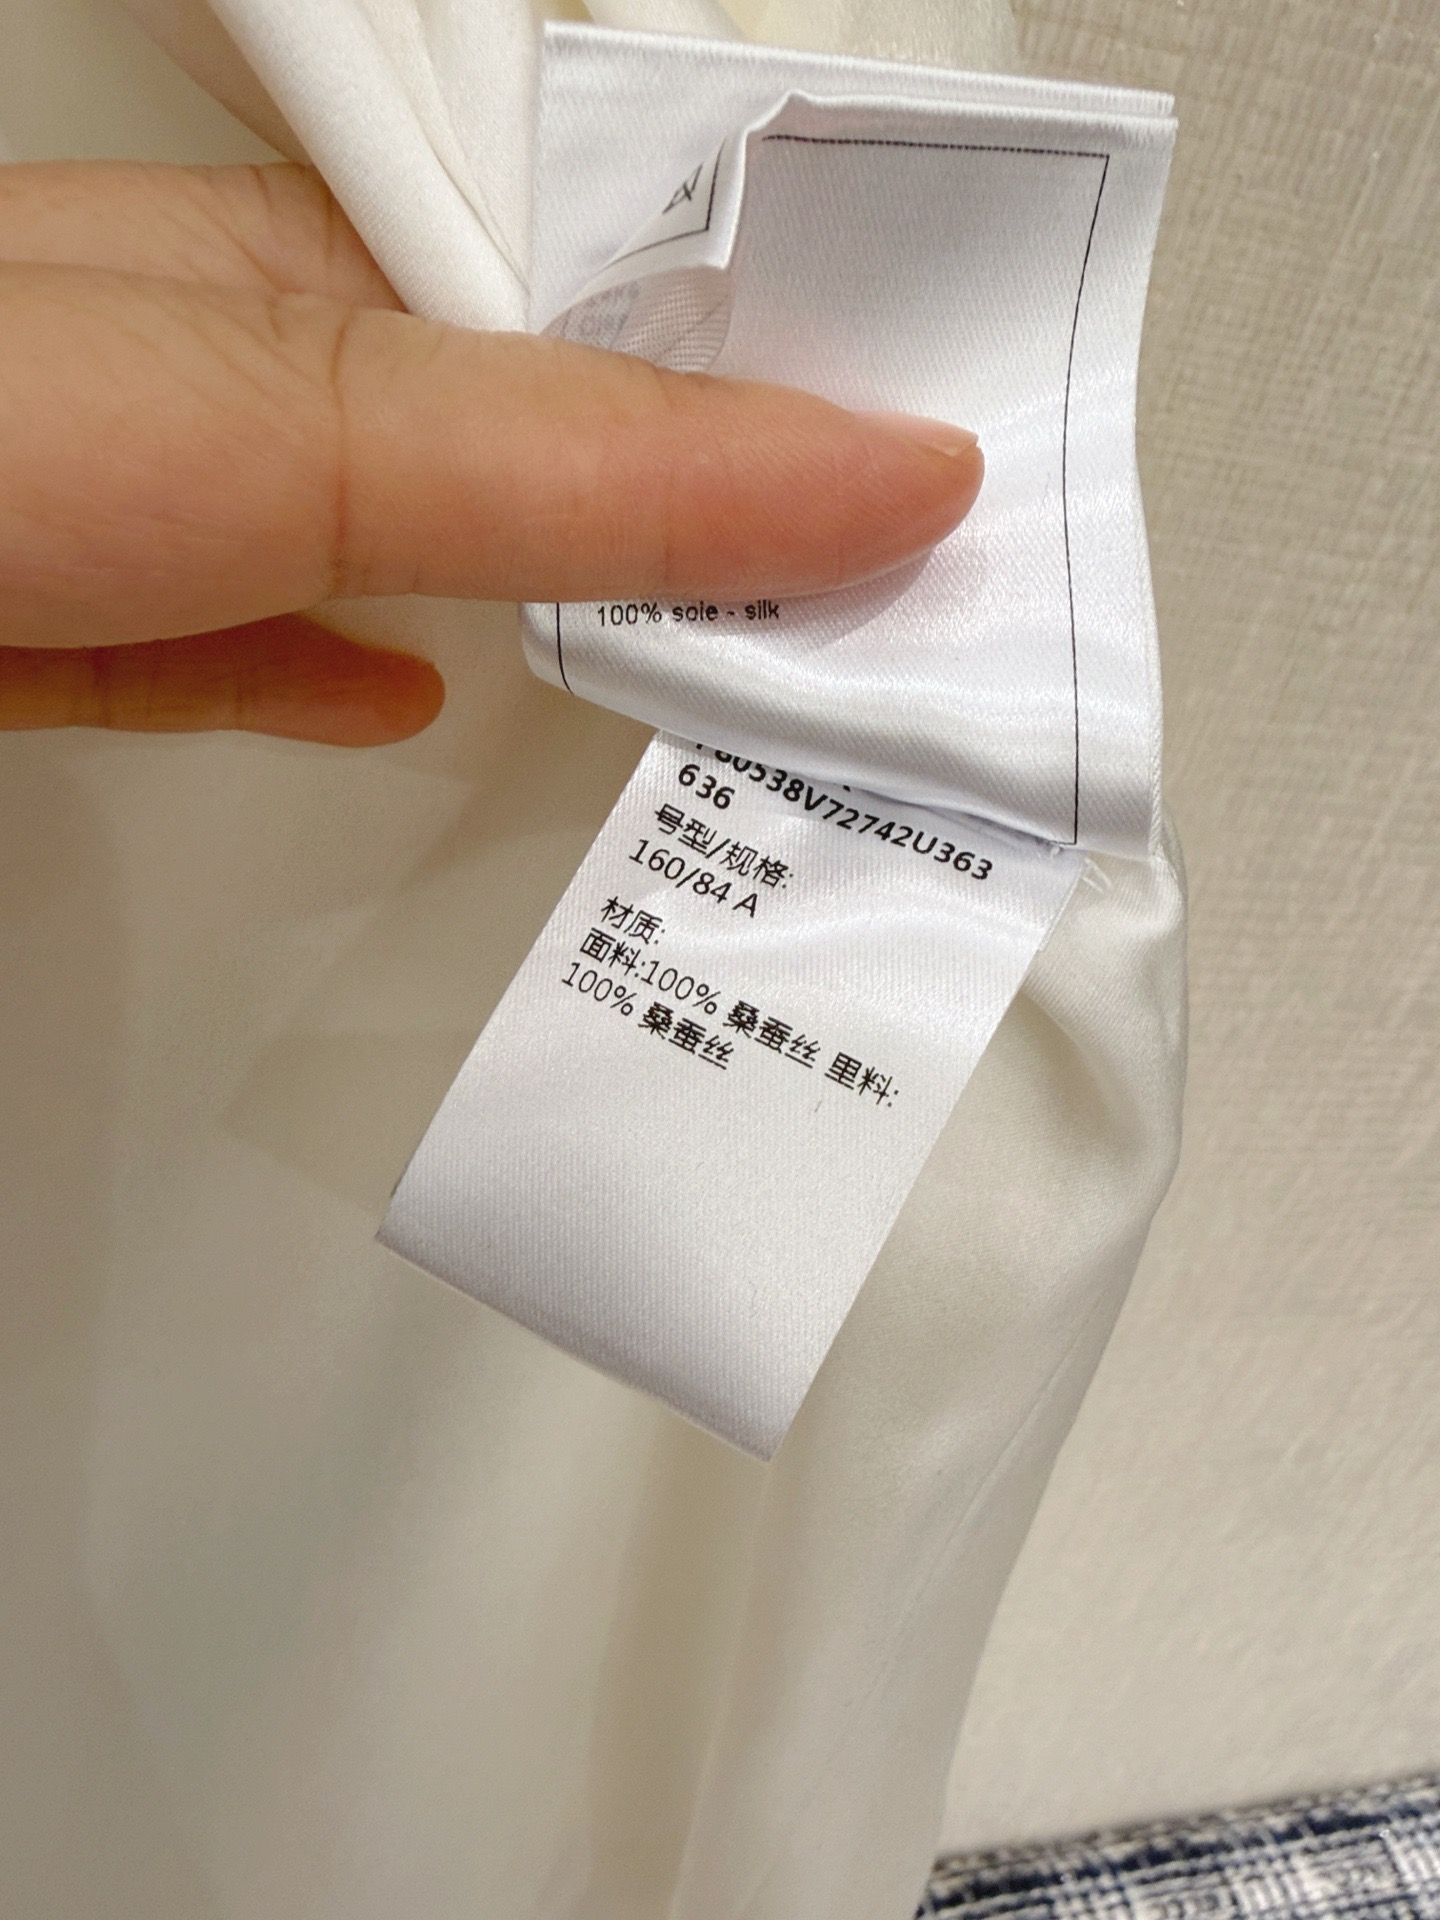 100% soie - silk
P80538V72742U363
636
号型/规格:
160/84 A
材质:
面料:100% 桑蚕丝 里料:
100% 桑蚕丝